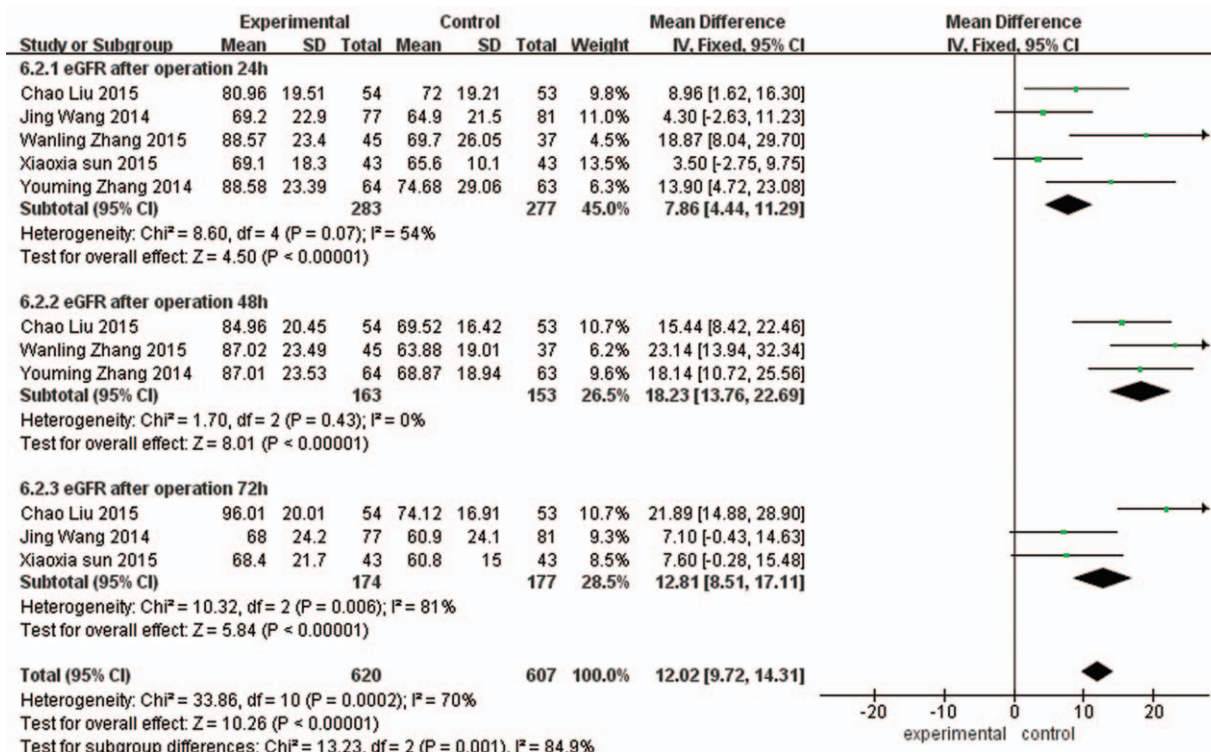 Experimental Control Mean Difference Mean Difference
Study or Subgroup Mean SD Total Mean SD Total Weight IV, Fixed, 95% CI IV, Fixed, 95% CI
6.2.1 eGFR after operation 24h
Chao Liu 2015 80.96 19.51 54 72 19.21 53 9.8% 8.96 [1.62, 16.30]
Jing Wang 2014 69.2 22.9 77 64.9 21.5 81 11.0% 4.30 [-2.63, 11.23]
Wanling Zhang 2015 88.57 23.4 45 69.7 26.05 37 4.5% 18.87 [8.04, 29.70]
Xiaoxia sun 2015 69.1 18.3 43 65.6 10.1 43 13.5% 3.50 [-2.75, 9.75]
Youming Zhang 2014 88.58 23.39 64 74.68 29.06 63 6.3% 13.90 [4.72, 23.08]
Subtotal (95% CI) 283 277 45.0% 7.86 [4.44, 11.29]
Heterogeneity: Chi² = 8.60, df = 4 (P = 0.07); I² = 54%
Test for overall effect: Z = 4.50 (P < 0.00001)
6.2.2 eGFR after operation 48h
Chao Liu 2015 84.96 20.45 54 69.52 16.42 53 10.7% 15.44 [8.42, 22.46]
Wanling Zhang 2015 87.02 23.49 45 63.88 19.01 37 6.2% 23.14 [13.94, 32.34]
Youming Zhang 2014 87.01 23.53 64 68.87 18.94 63 9.6% 18.14 [10.72, 25.56]
Subtotal (95% CI) 163 153 26.5% 18.23 [13.76, 22.69]
Heterogeneity: Chi² = 1.70, df = 2 (P = 0.43); I² = 0%
Test for overall effect: Z = 8.01 (P < 0.00001)
6.2.3 eGFR after operation 72h
Chao Liu 2015 96.01 20.01 54 74.12 16.91 53 10.7% 21.89 [14.88, 28.90]
Jing Wang 2014 68 24.2 77 60.9 24.1 81 9.3% 7.10 [-0.43, 14.63]
Xiaoxia sun 2015 68.4 21.7 43 60.8 15 43 8.5% 7.60 [-0.28, 15.48]
Subtotal (95% CI) 174 177 28.5% 12.81 [8.51, 17.11]
Heterogeneity: Chi² = 10.32, df = 2 (P = 0.006); I² = 81%
Test for overall effect: Z = 5.84 (P < 0.00001)
Total (95% CI) 620 607 100.0% 12.02 [9.72, 14.31]
Heterogeneity: Chi² = 33.86, df = 10 (P = 0.0002); I² = 70%
Test for overall effect: Z = 10.26 (P < 0.00001)
Test for subgroup differences: Chi² = 13.23, df = 2 (P = 0.001), I² = 84.9%
-20 -10 0 10 20
experimental control